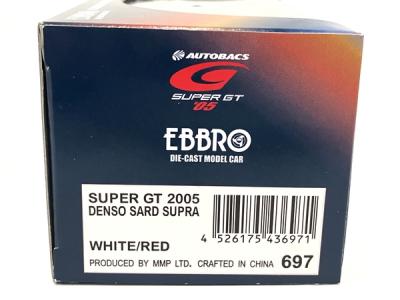 AUTOBACS
SUPER GT
'05
EBBRO
DIE-CAST MODEL CAR
SUPER GT 2005
DENSO SARD SUPRA
WHITE/RED
4 526175 436971
PRODUCED BY MMP LTD. CRAFTED IN CHINA 697